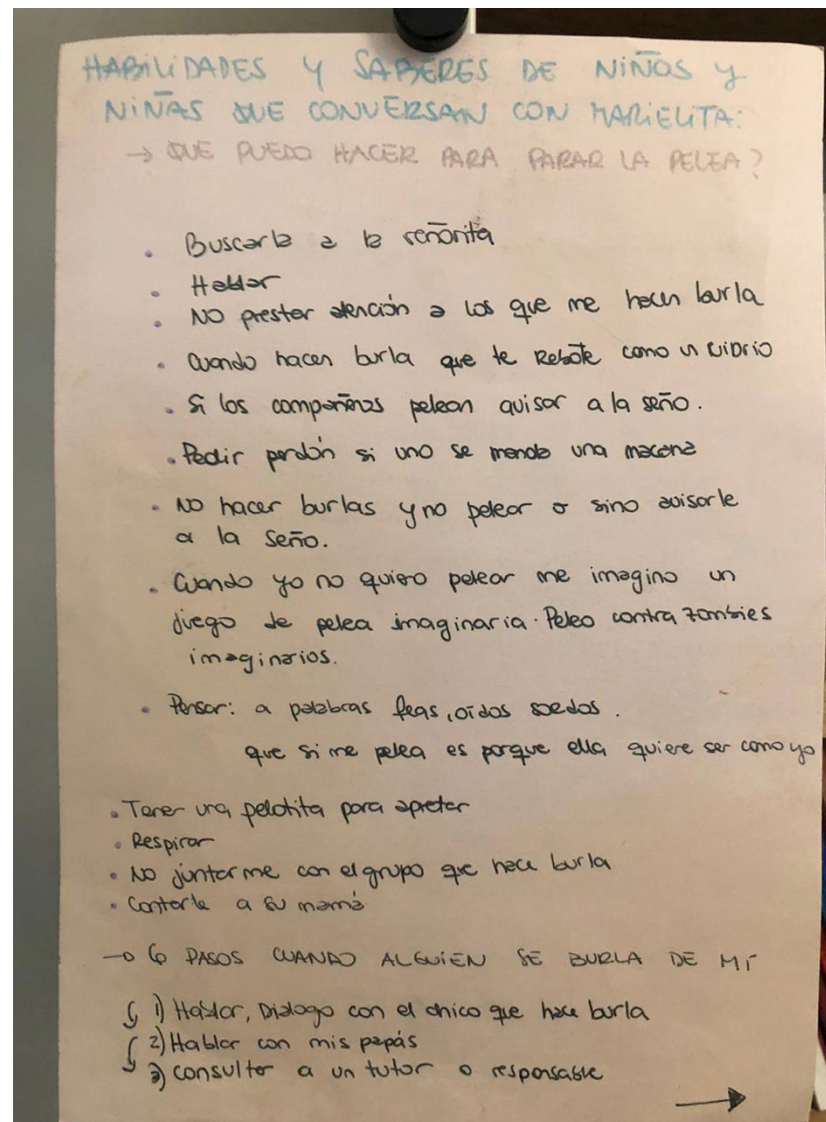 HABILIDADES Y SABERES DE NIÑOS Y
NIÑAS QUE CONVERSAN CON MARIELITA:
→ QUE PUEDO HACER PARA PARAR LA PELEA?
• Buscarla a la señorita
• Hablar
• NO prestar atención a los que me hacen burla
• Cuando hacen burla que te Rebote como un vidrio
• Si los compañeros pelean avisar a la seño.
• Pedir perdón si uno se manda una macana
• NO hacer burlas y no pelear o sino avisarle
a la Seño.
• Cuando yo no quiero pelear me imagino un
juego de pelea imaginaria. Peleo contra zombies
imaginarios.
• Pensar: a palabras feas, oídos sordos.
que si me pelea es porque ella quiere ser como yo
• Tener una pelotita para apretar
• Respirar
• No juntarme con el grupo que hace burla
• Contarle a su mamá
→ 6 PASOS CUANDO ALGUIEN SE BURLA DE MI
1) Hablar, Dialogo con el chico que hace burla
2) Hablar con mis papás
3) consultar a un tutor o responsable
→